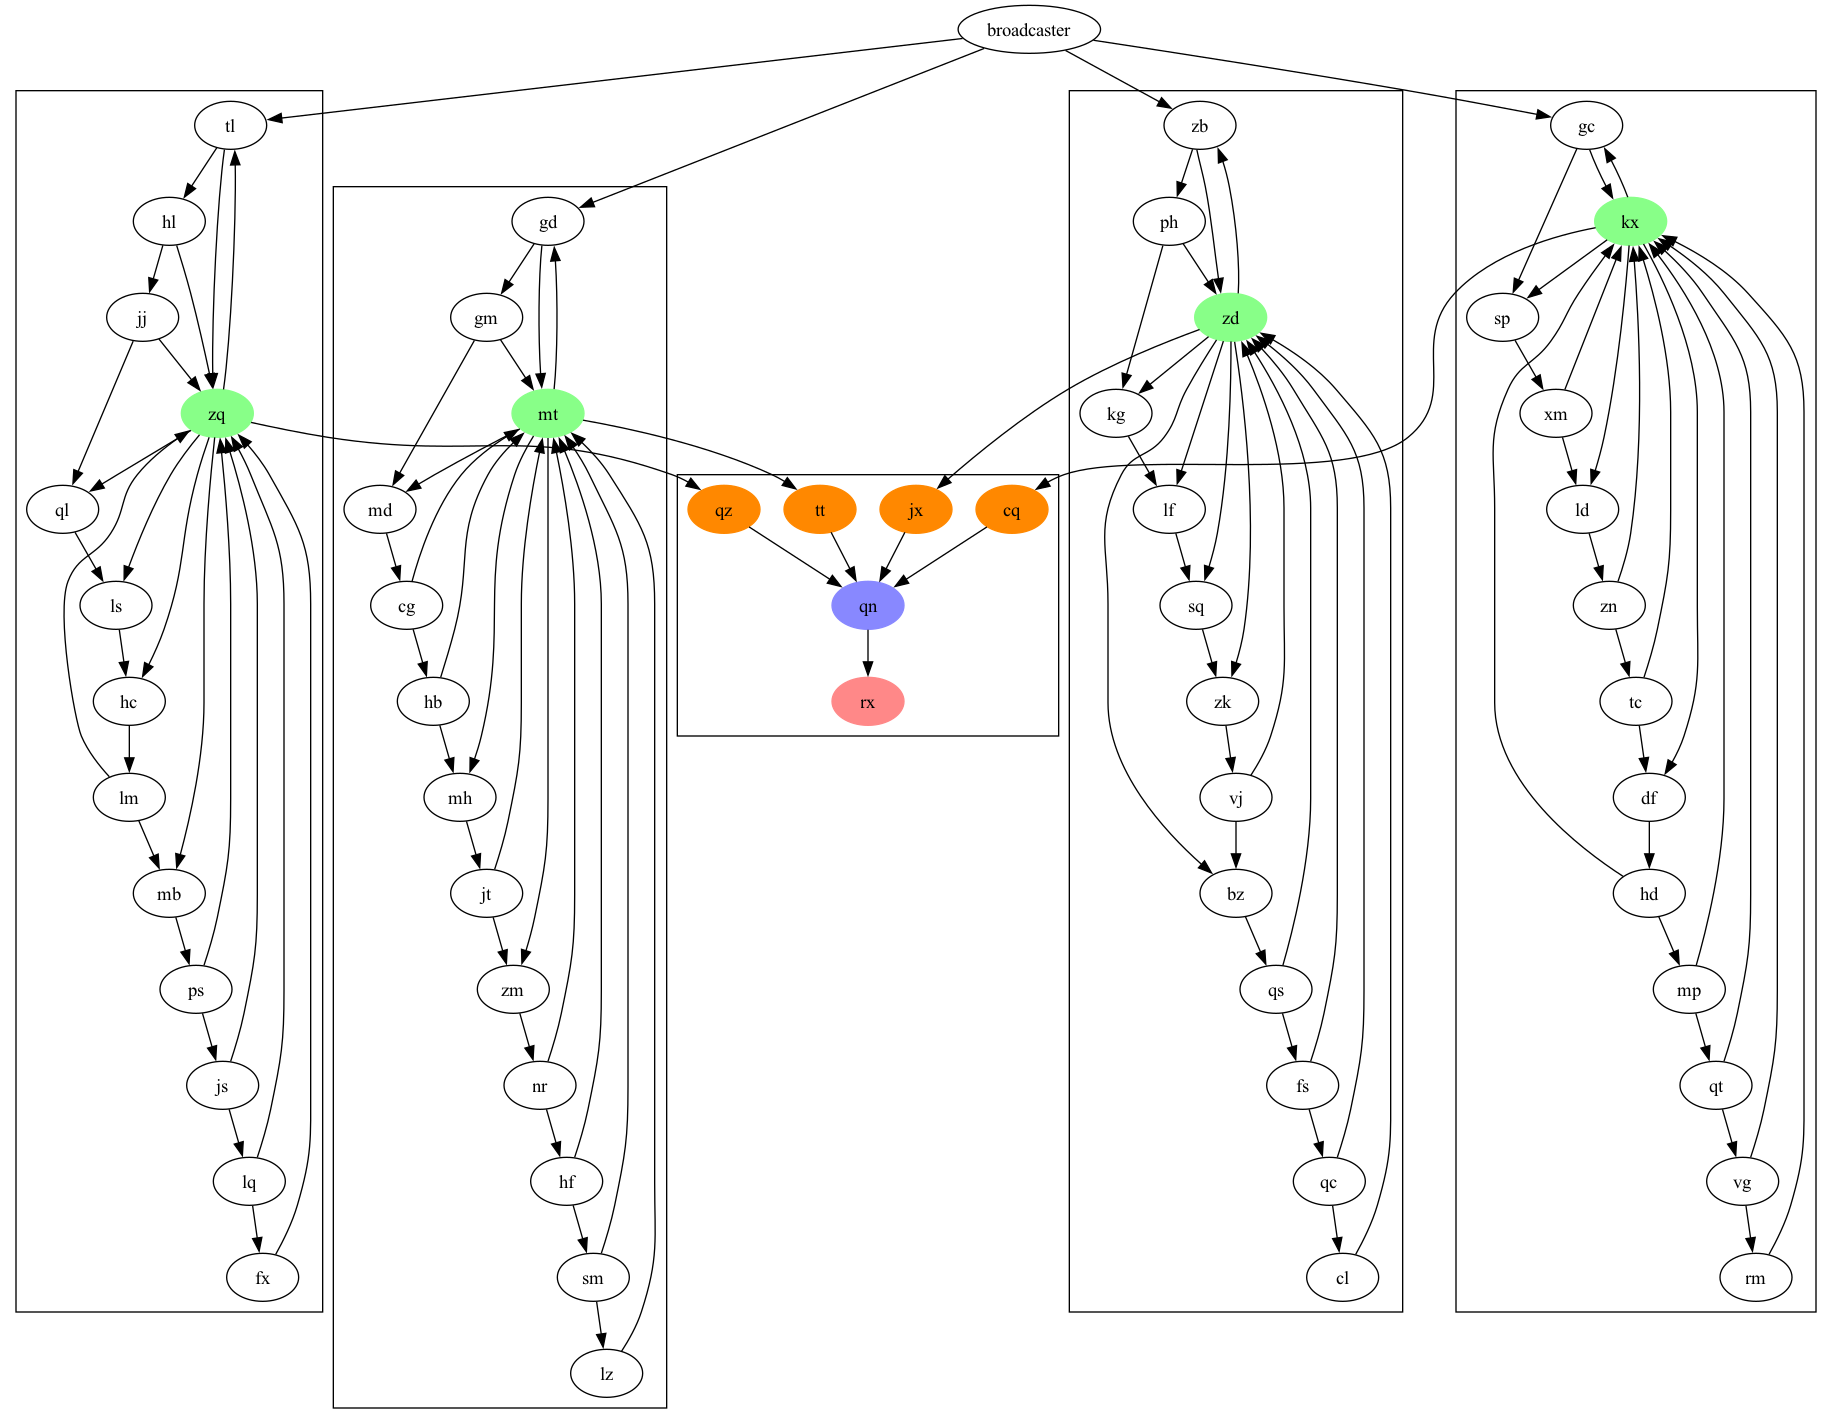 broadcaster
tl
zb
gc
hl
gd
ph
kx
jj
gm
zd
sp
zq
mt
kg
xm
ql
md
qz
tt
jx
cq
lf
ld
ls
cg
qn
sq
zn
hc
hb
rx
zk
tc
lm
mh
vj
df
mb
jt
bz
hd
ps
zm
qs
mp
js
nr
fs
qt
lq
hf
qc
vg
fx
sm
cl
rm
lz